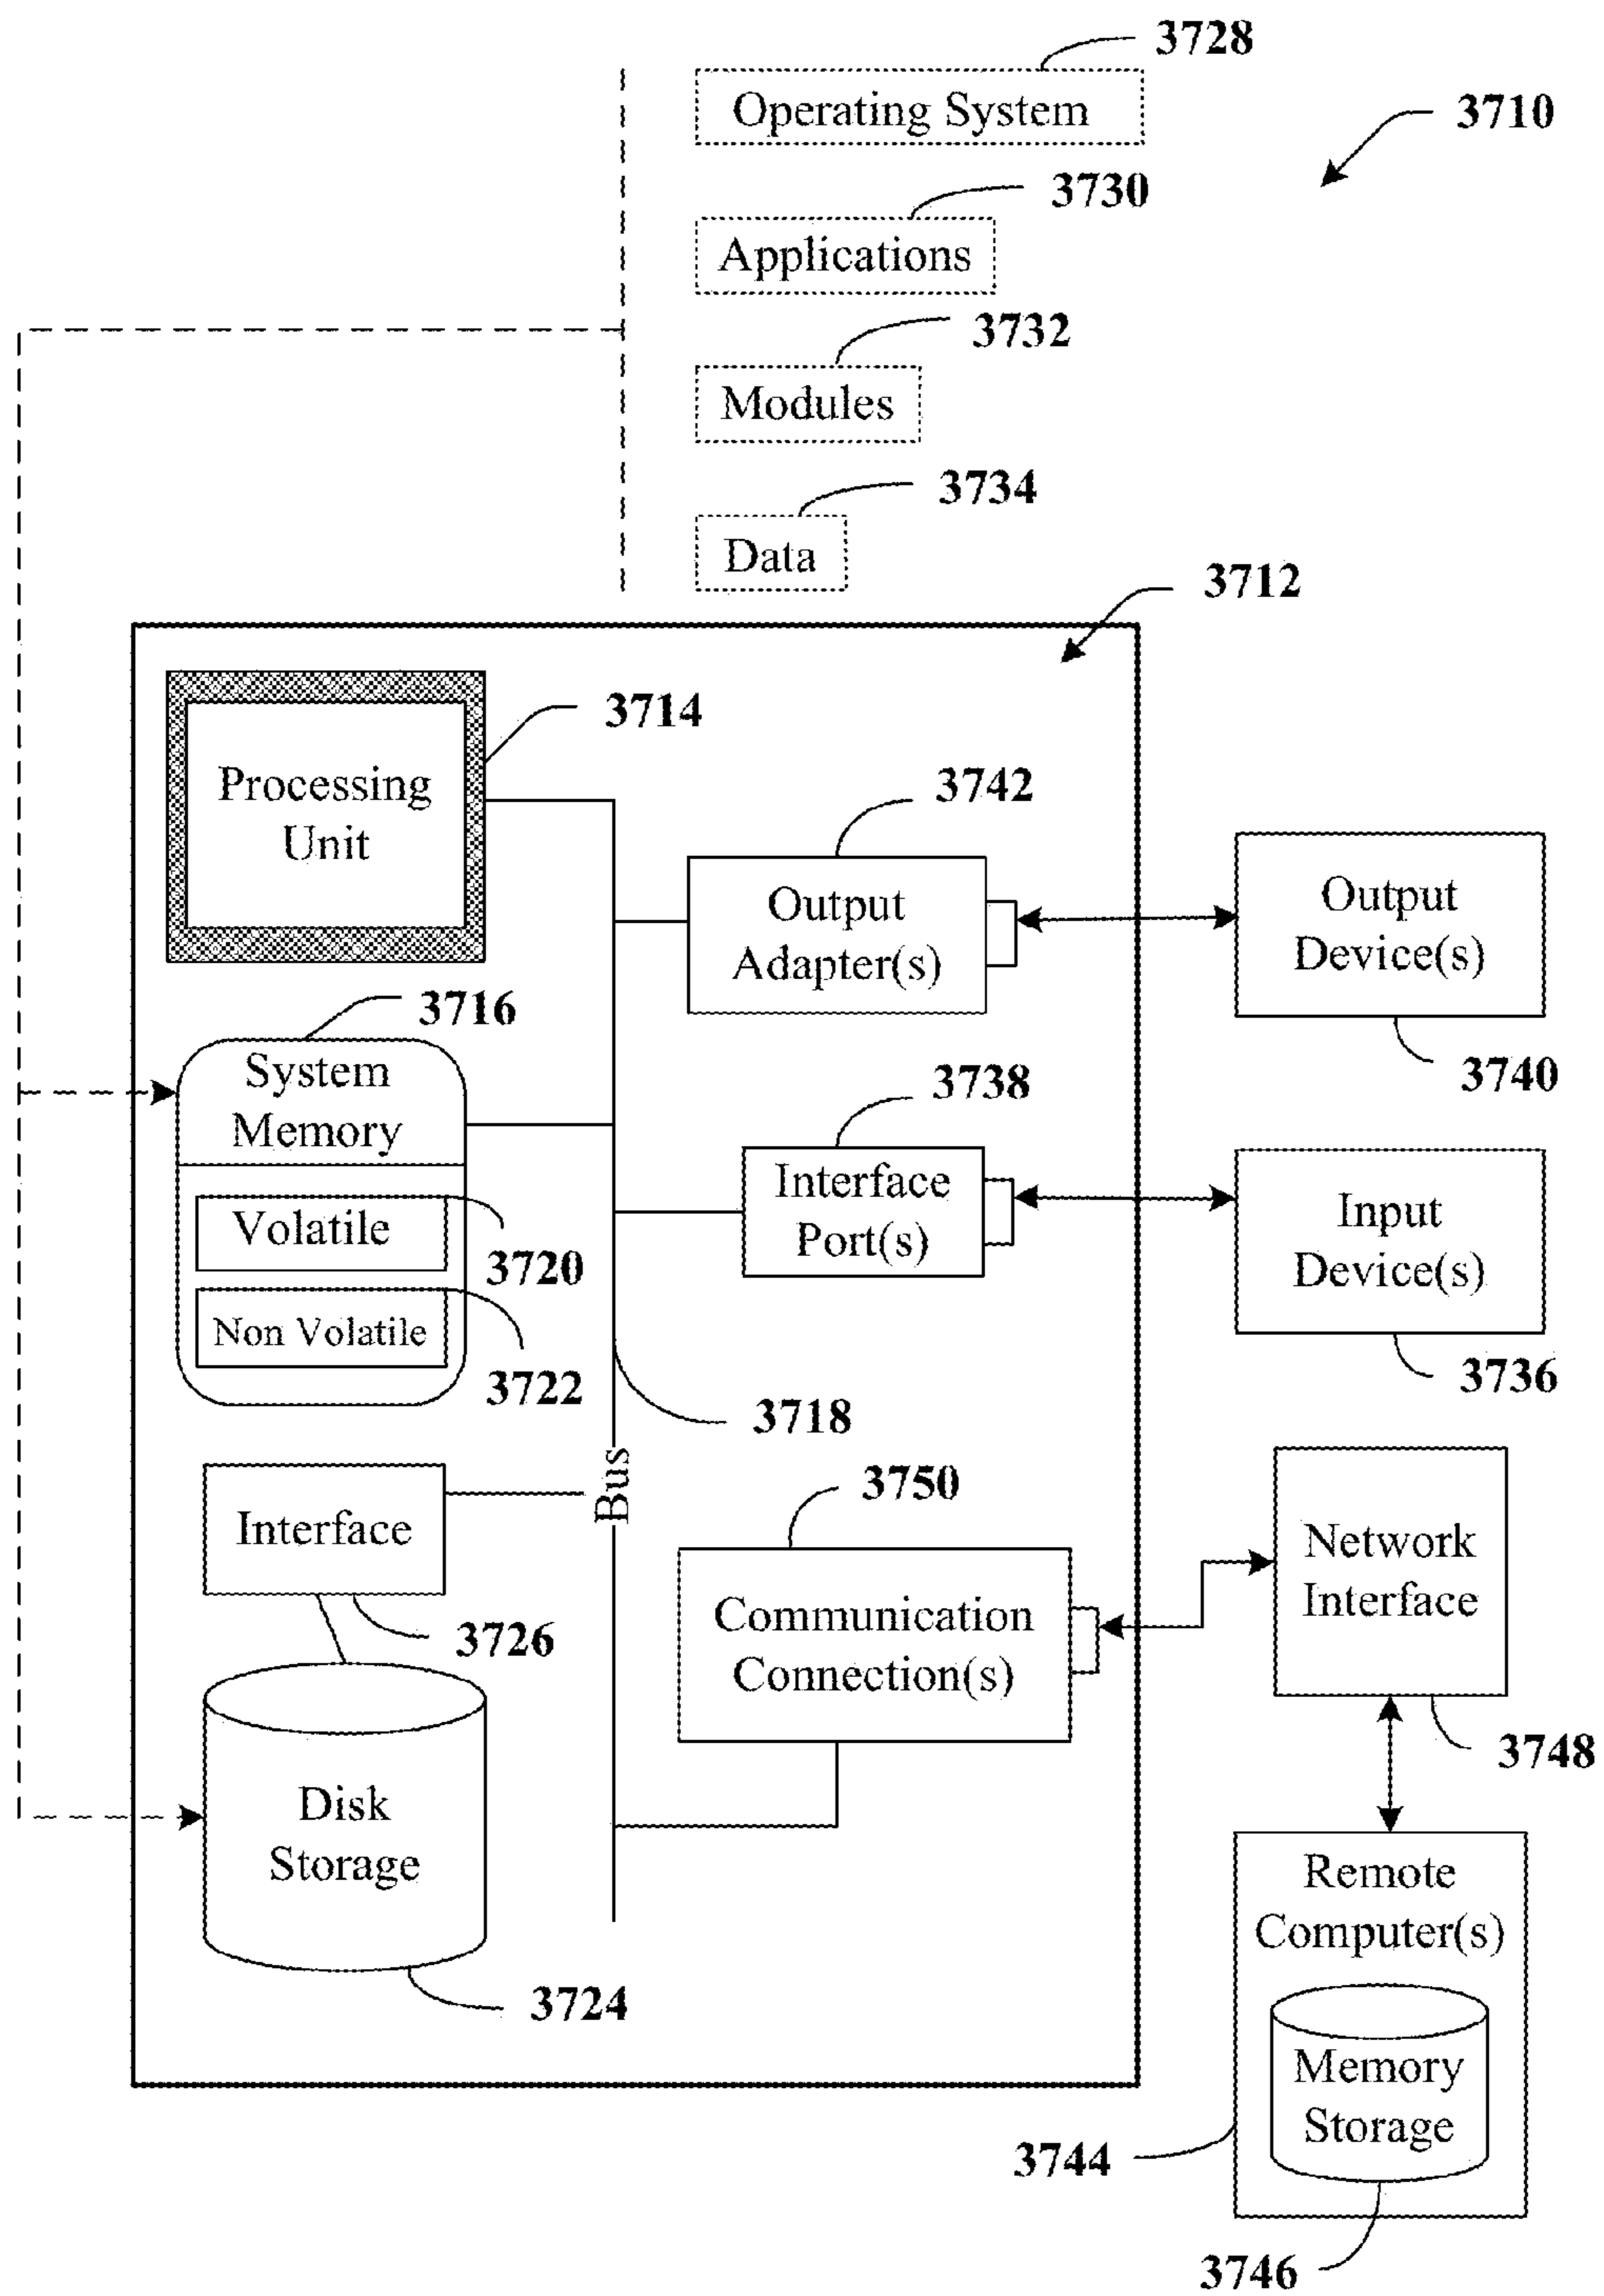 3728
Operating System
3710
3730
Applications
3732
Modules
3734
Data
3712
3714
Processing
Unit
3742
Output
Adapter(s)
Output
Device(s)
3740
3716
System
Memory
3738
Interface
Port(s)
Input
Device(s)
3736
Volatile
3720
Non Volatile
3722
3718
Bus
3750
Interface
3726
Communication
Connection(s)
Network
Interface
3748
Disk
Storage
3724
Remote
Computer(s)
Memory
Storage
3744
3746